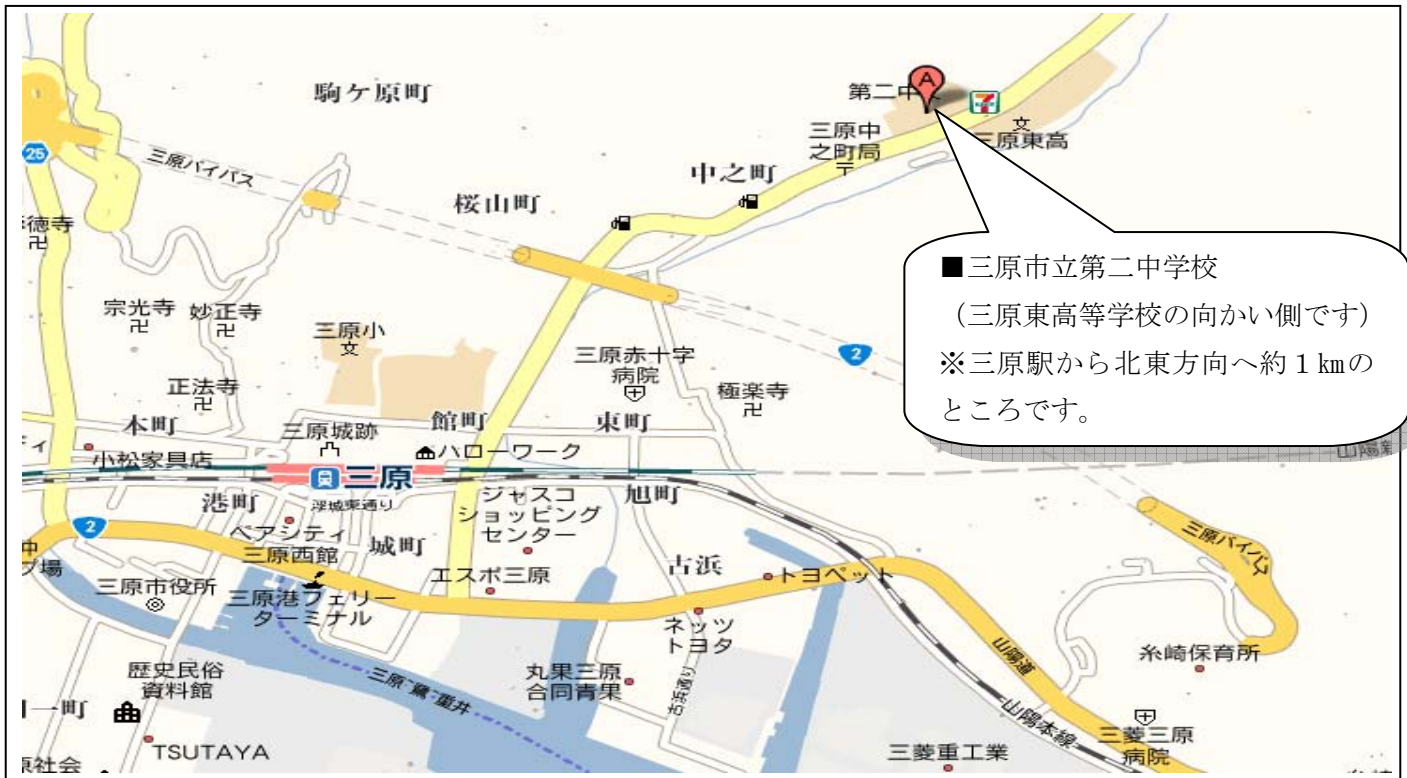 駒ケ原町
第二中
A
三原中
之町局
三原東高
25
三原バイパス
中之町
桜山町
徳寺
■三原市立第二中学校
（三原東高等学校の向かい側です）
※三原駅から北東方向へ約１㎞の
ところです。
宗光寺
妙正寺
三原小
文
三原赤十字
病院
2
正法寺
極楽寺
本町
館町
東町
三原城跡
ハローワーク
ィ
小松家具店
三原
山陽
港町
浮城東通り
ジャスコ
ショッピング
センター
旭町
2
ペアシティ
三原西館
城町
三原バイパス
古浜
エスポ三原
トヨペット
三原市役所
三原港フェリー
ターミナル
ネッツ
トヨタ
山陽道
糸崎保育所
歴史民俗
資料館
三原~鷺~重井
丸果三原
合同青果
古浜通り
一町
山陽本線
三菱三原
病院
TSUTAYA
三菱重工業
原社会